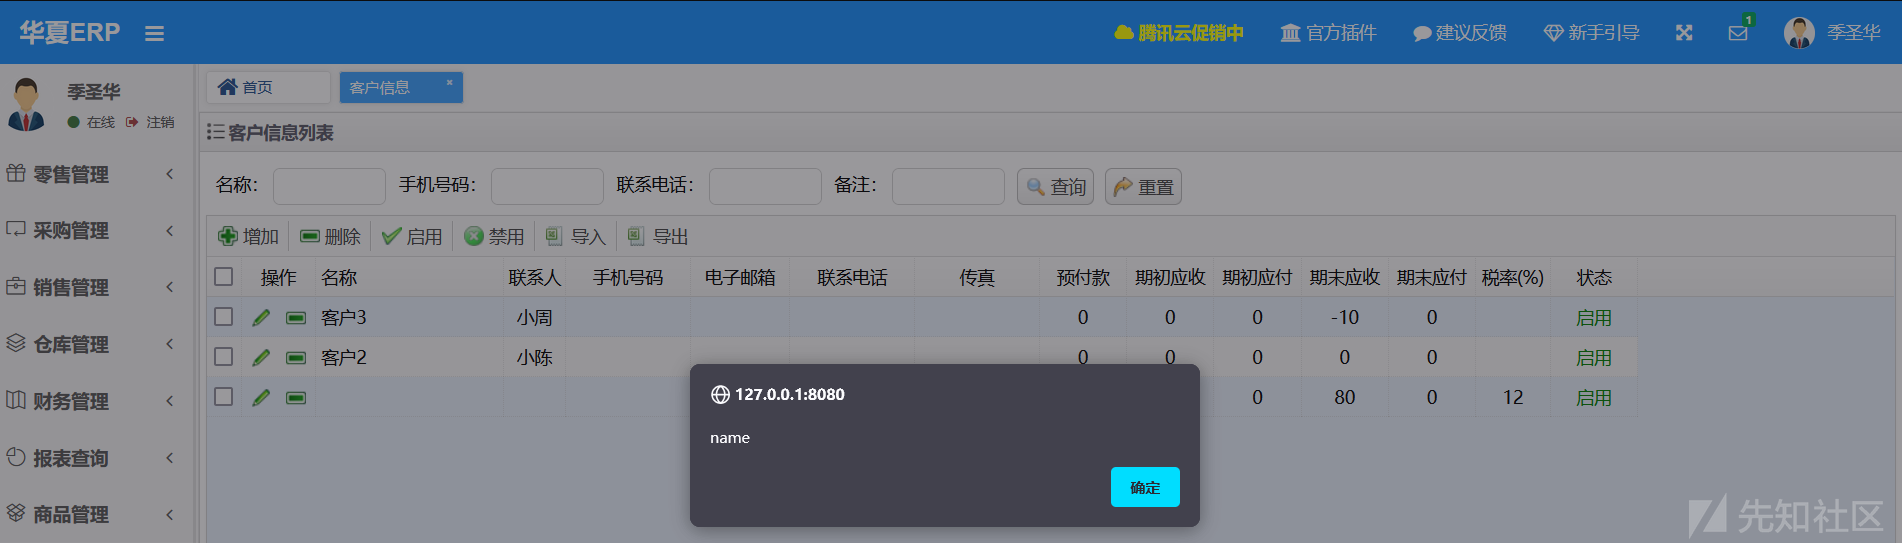 华夏ERP
腾讯云促销中 官方插件 建议反馈 新手引导 1 季圣华
季圣华
在线 注销
首页 客户信息 ×
客户信息列表
零售管理
采购管理
销售管理
仓库管理
财务管理
报表查询
商品管理
名称: 手机号码: 联系电话: 备注: 查询 重置
增加 删除 启用 禁用 导入 导出
操作 名称 联系人 手机号码 电子邮箱 联系电话 传真 预付款 期初应收 期初应付 期末应收 期末应付 税率(%) 状态
客户3 小周 0 0 0 -10 0 启用
客户2 小陈 0 0 0 0 0 启用
0 80 0 12 启用
127.0.0.1:8080
name
确定
先知社区